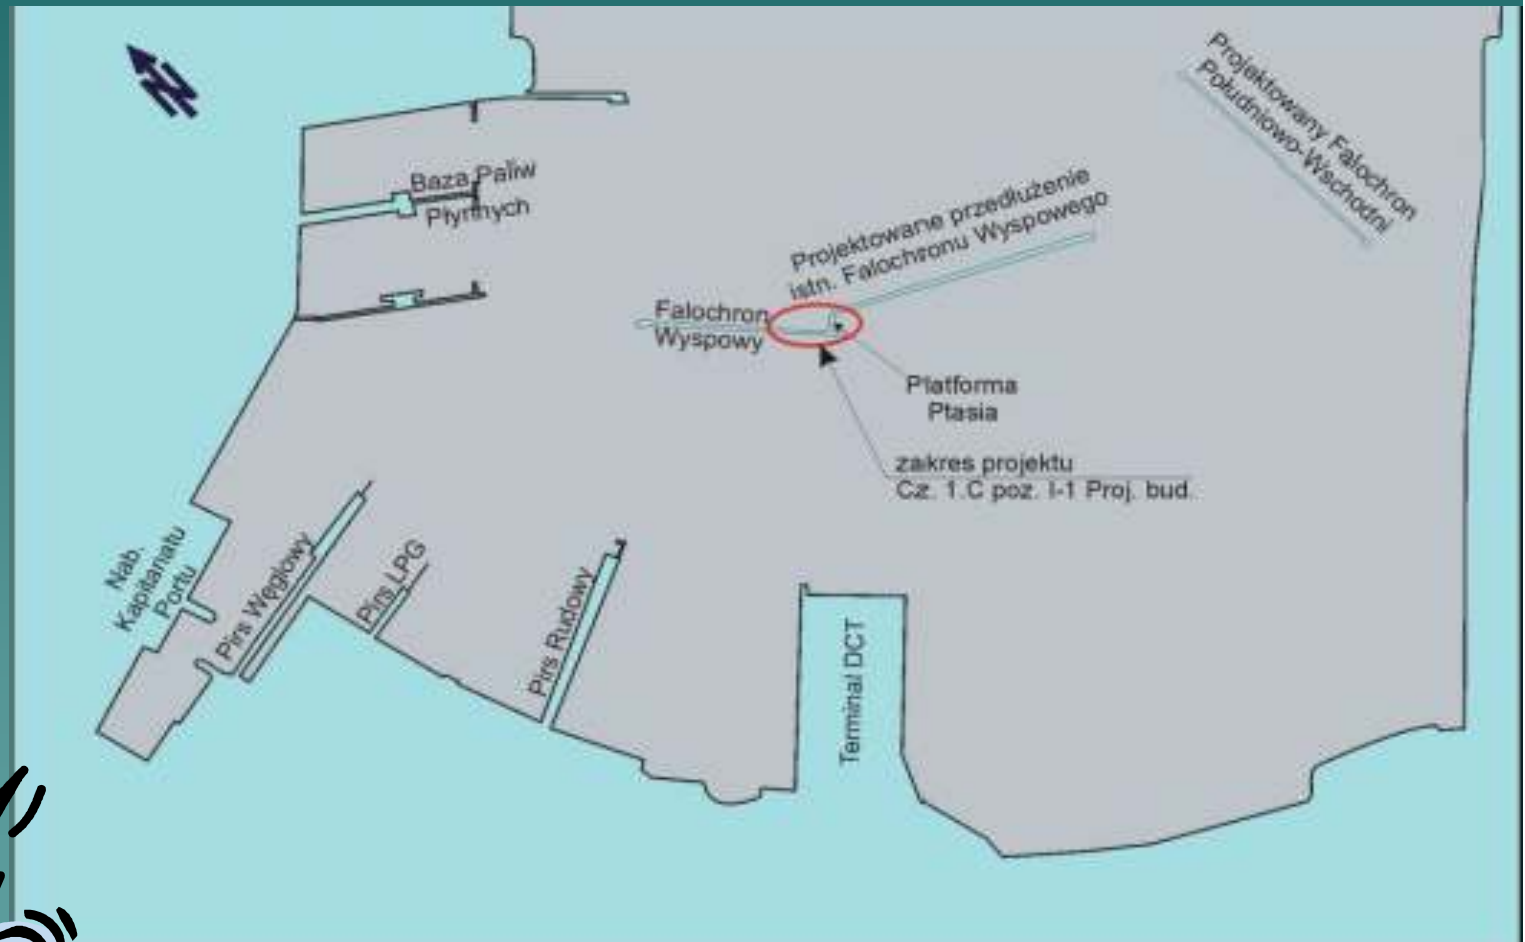 N
Projektowany Falochron
Południowo-Wschodni
Baza Paliw
Płynnych
Projektowane przedłużenie
istn. Falochronu Wyspowego
Falochron
Wyspowy
Platforma
Ptasia
zakres projektu
Cz. 1.C poz. I-1 Proj. bud.
Nab.
Kapitanatu
Portu
Pirs Węglowy
Pirs LPG
Pirs Rudowy
Terminal DCT